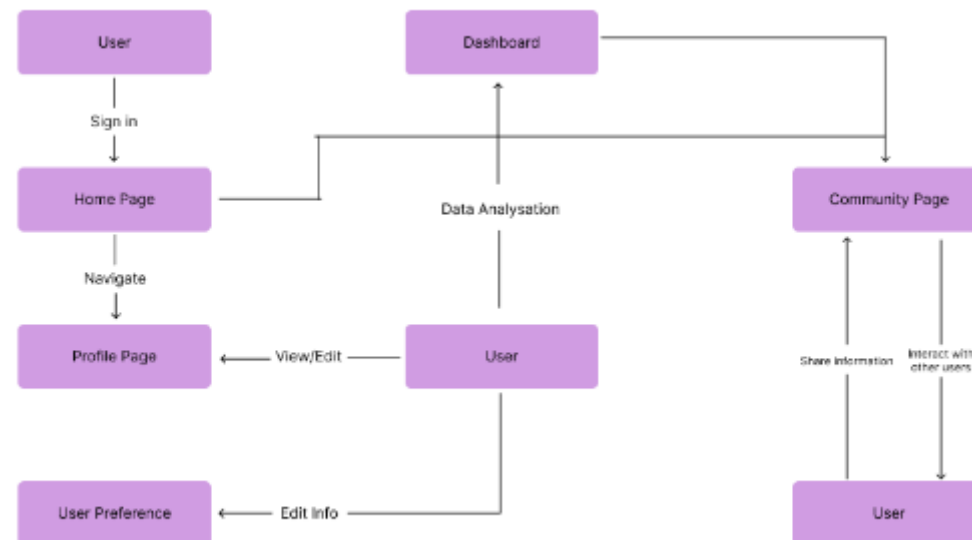 User
Dashboard
Sign in
Home Page
Community Page
Data Analysation
Navigate
Profile Page
View/Edit
User
Share information
Interact with
other users
User Preference
Edit Info
User